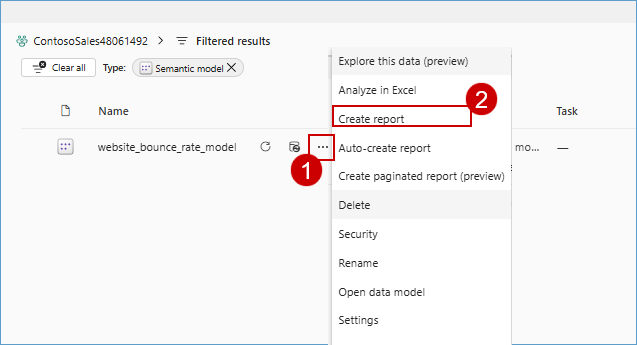 ContosoSales48061492 > Filtered results
Clear all Type: Semantic model
Explore this data (preview)
Analyze in Excel
2
Create report
Name
Task
Auto-create report
website_bounce_rate_model
mo... —
1
Create paginated report (preview)
Delete
Security
Rename
Open data model
Settings